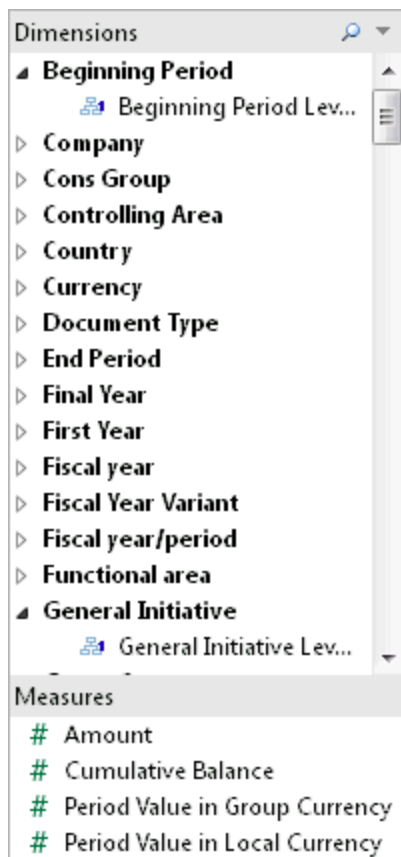 Dimensions
Beginning Period
Beginning Period Lev...
Company
Cons Group
Controlling Area
Country
Currency
Document Type
End Period
Final Year
First Year
Fiscal year
Fiscal Year Variant
Fiscal year/period
Functional area
General Initiative
General Initiative Lev...
Measures
# Amount
# Cumulative Balance
# Period Value in Group Currency
# Period Value in Local Currency